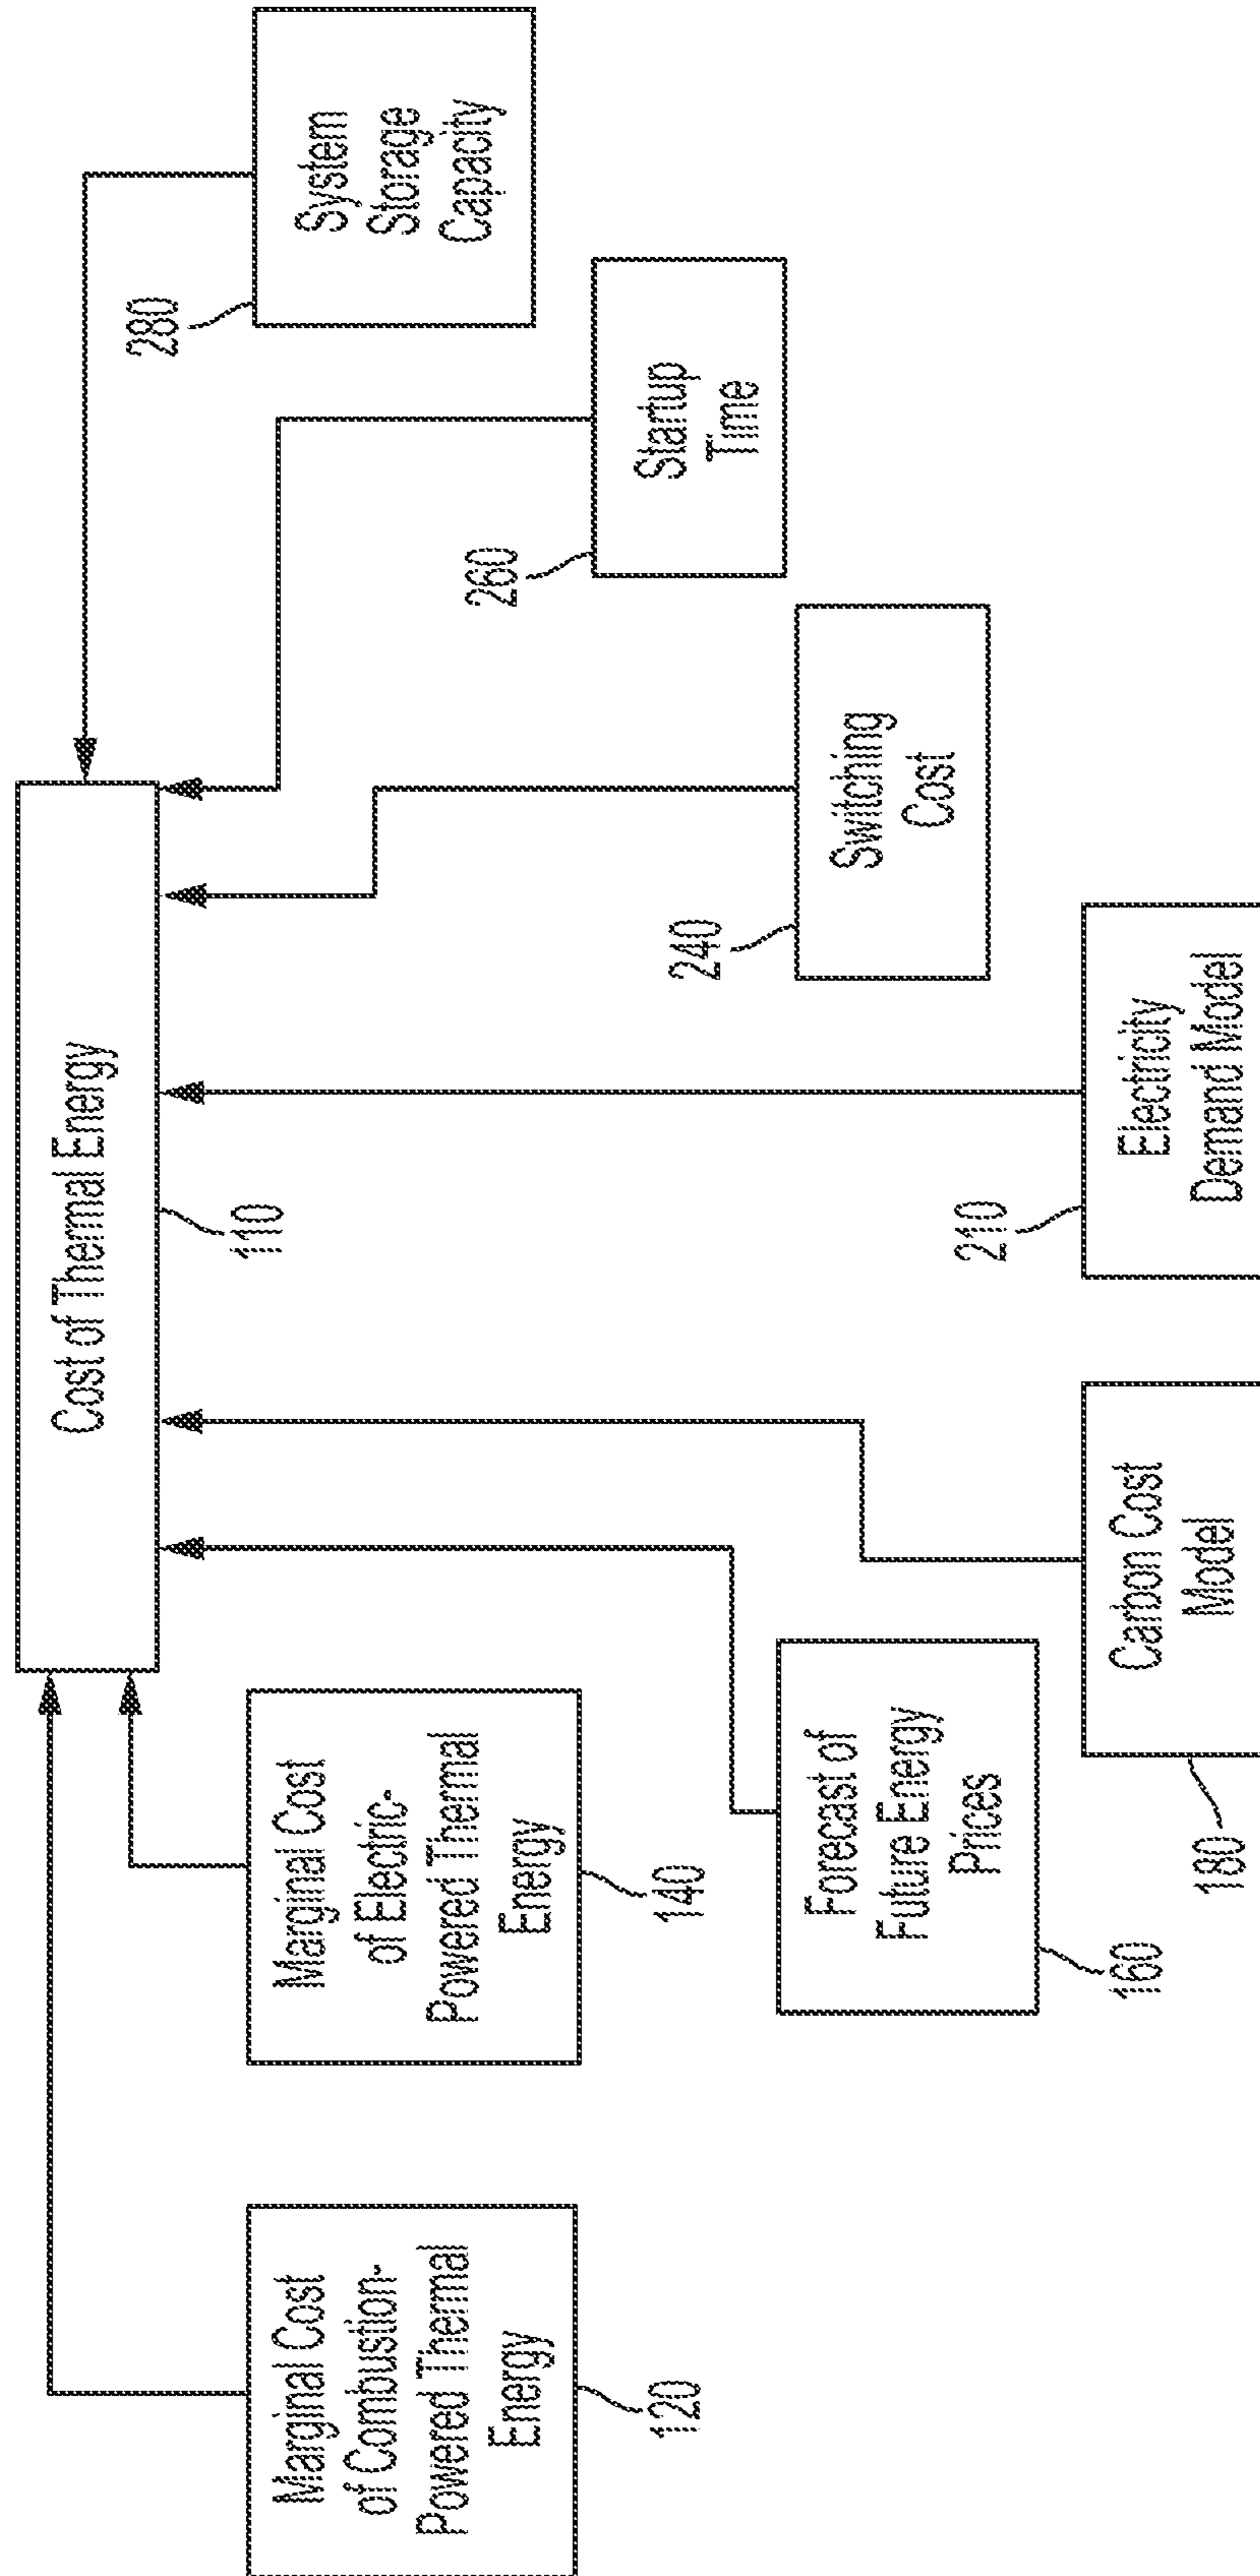 Cost of Thermal Energy
110
Marginal Cost
of Combustion-
Powered Thermal
Energy
120
Marginal Cost
of Electric-
Powered Thermal
Energy
140
Forecast of
Future Energy
Prices
160
Carbon Cost
Model
180
Electricity
Demand Model
210
Switching
Cost
240
Startup
Time
260
System
Storage
Capacity
280